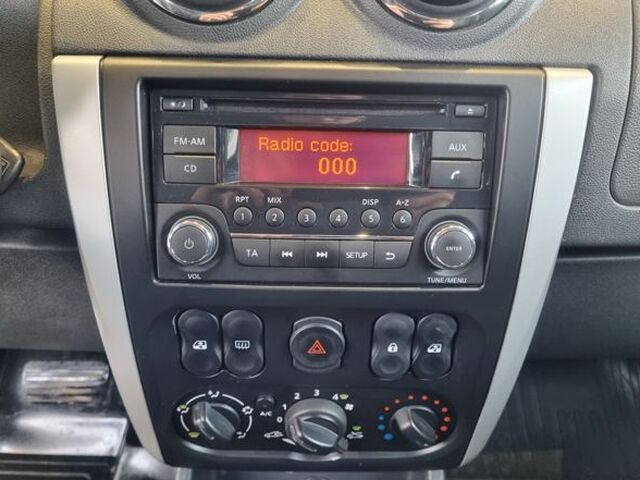 FM·AM
CD
Radio code:
000
AUX
RPT MIX DISP A-Z
1 2 3 4 5 6
VOL
TA SETUP
ENTER
TUNE/MENU
A/C
0 1 2 3 4